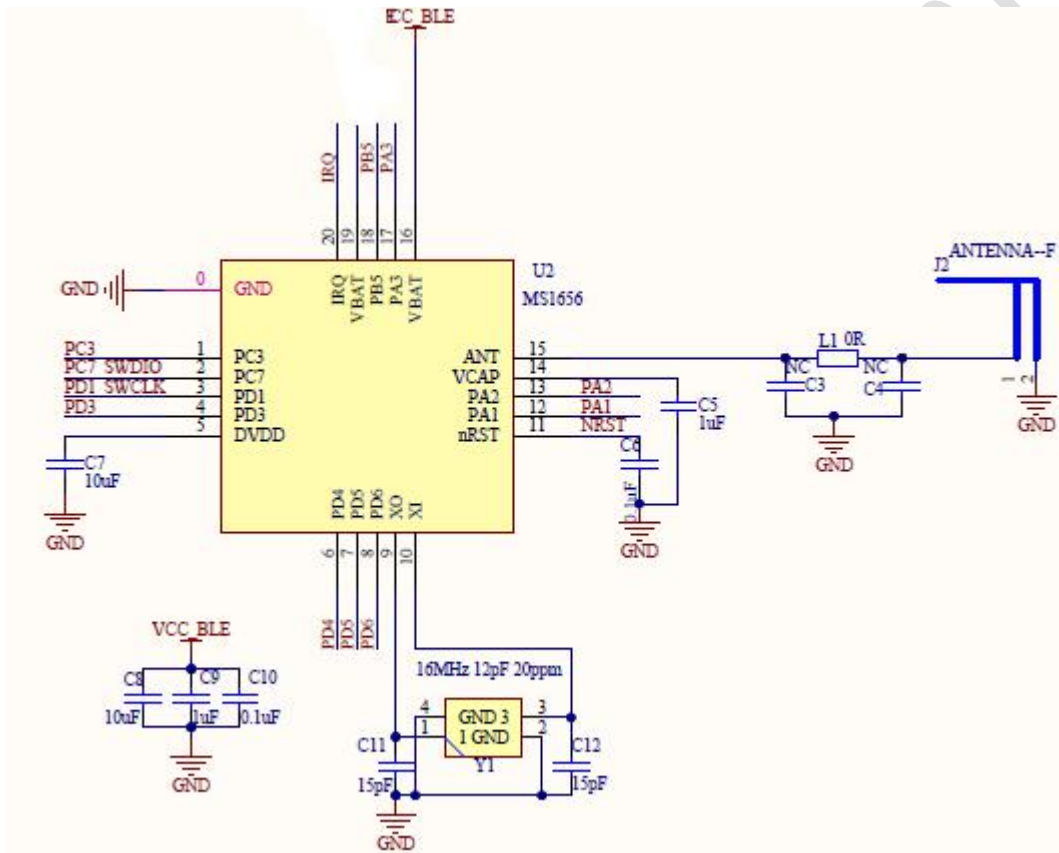 VCC_BLE
IRQ
PB5
PA3
20
19
18
17
16
GND
0
GND
IRQ
VBAT
PB5
PA3
VBAT
U2
MS1656
J2
ANTENNA--F
PC3
1
PC3
PC7 SWDIO
2
PC7
PD1 SWCLK
3
PD1
PD3
4
PD3
5
DVDD
ANT
15
VCAP
14
PA2
13
PA2
PA1
12
PA1
nRST
11
NRST
L1 0R
NC
C3
NC
C4
GND
1
2
GND
C5
1uF
C6
0.1uF
GND
C7
10uF
GND
PD4
PD5
PD6
XO
XI
6
7
8
9
10
PD4
PD5
PD6
VCC_BLE
C8
10uF
C9
1uF
C10
0.1uF
GND
16MHz 12pF 20ppm
4
GND 3
3
1
1 GND
2
Y1
C11
15pF
C12
15pF
GND